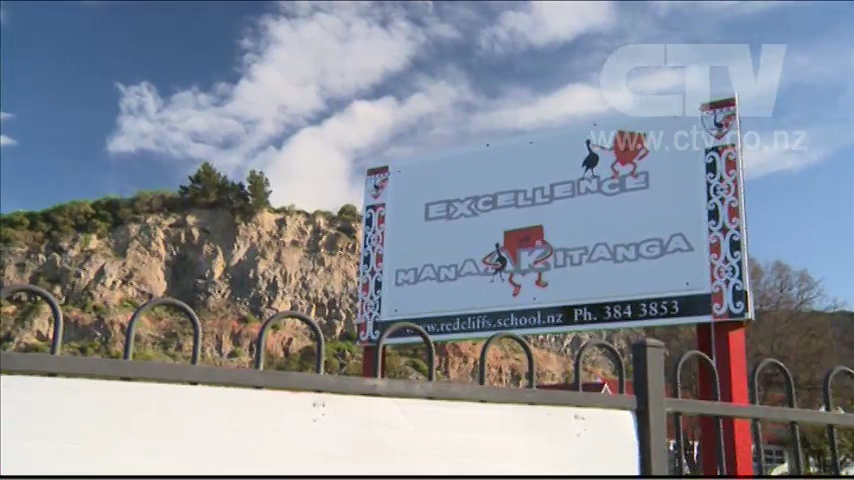 CTV
www.ctv.co.nz
EXCELLENCE
MANAAKITANGA
www.redcliffs.school.nz Ph. 384 3853